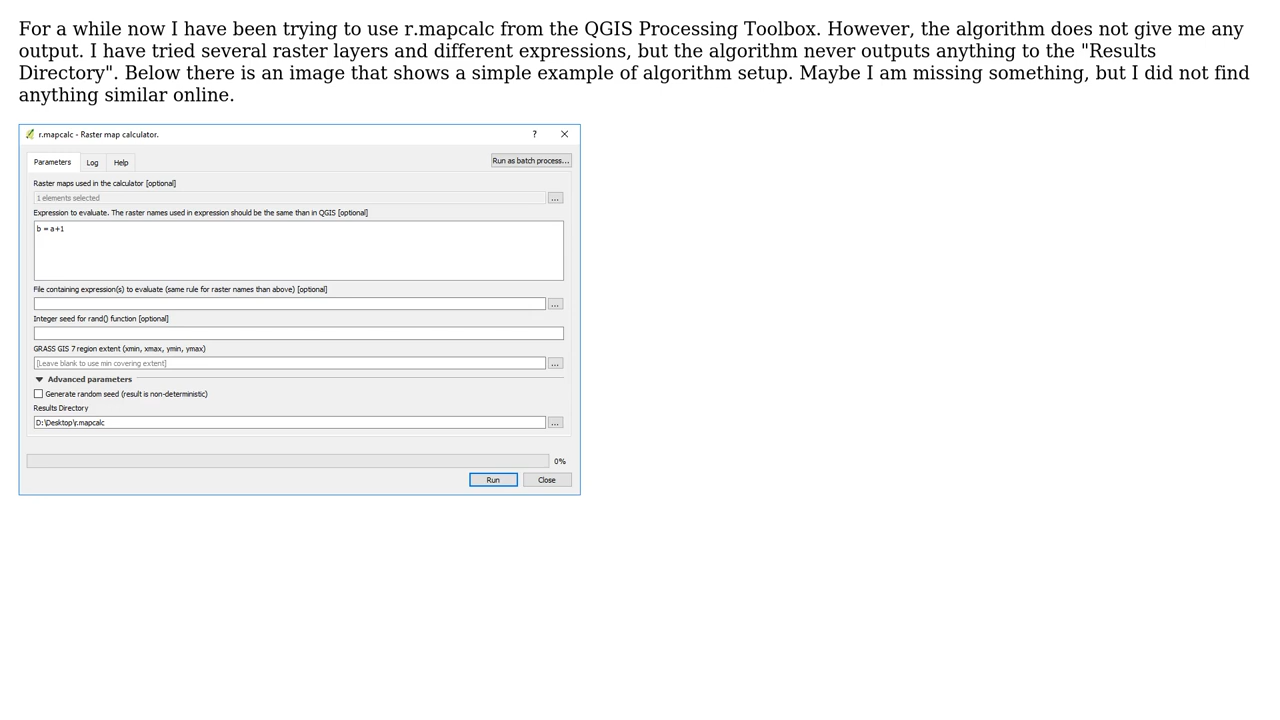 For a while now I have been trying to use r.mapcalc from the QGIS Processing Toolbox. However, the algorithm does not give me any
output. I have tried several raster layers and different expressions, but the algorithm never outputs anything to the "Results
Directory". Below there is an image that shows a simple example of algorithm setup. Maybe I am missing something, but I did not find
anything similar online.
r.mapcalc - Raster map calculator.
?
Parameters Log Help Run as batch process...
Raster maps used in the calculator [optional]
1 elements selected ...
Expression to evaluate. The raster names used in expression should be the same than in QGIS [optional]
b = a+1
File containing expression(s) to evaluate (same rule for raster names than above) [optional]
...
Integer seed for rand() function [optional]
GRASS GIS 7 region extent (xmin, xmax, ymin, ymax)
[Leave blank to use min covering extent] ...
Advanced parameters
Generate random seed (result is non-deterministic)
Results Directory
D:\Desktop\r.mapcalc ...
0%
Run Close